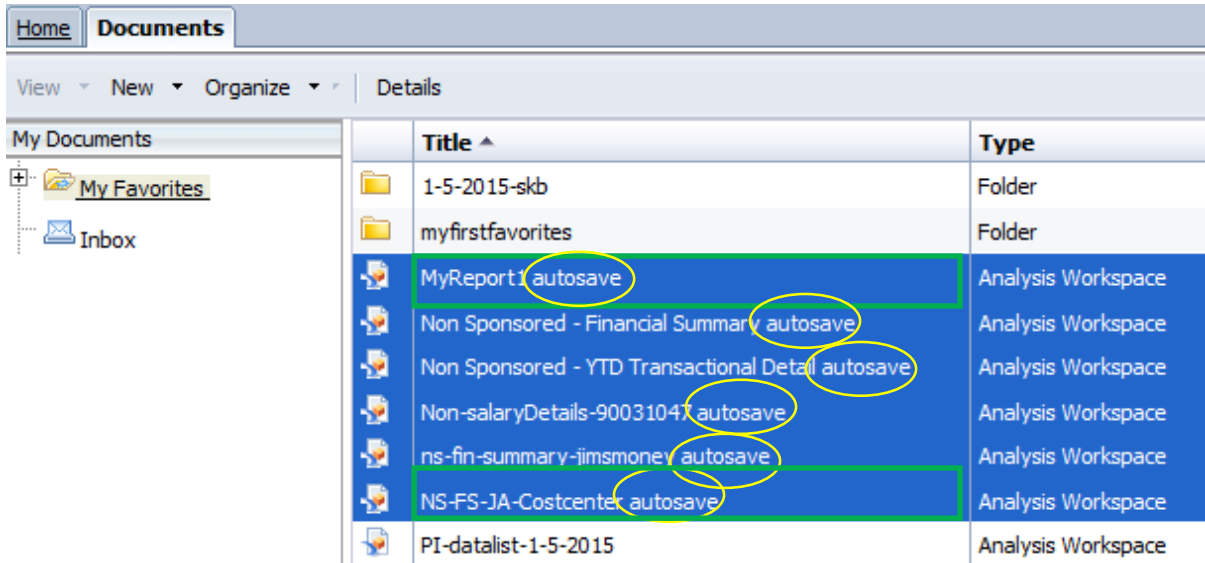 Home Documents
View New Organize Details
My Documents Title Type
My Favorites 1-5-2015-skb Folder
Inbox myfirstfavorites Folder
MyReport1 autosave Analysis Workspace
Non Sponsored - Financial Summary autosave Analysis Workspace
Non Sponsored - YTD Transactional Detail autosave Analysis Workspace
Non-salaryDetails-90031047 autosave Analysis Workspace
ns-fin-summary-jimsmoney autosave Analysis Workspace
NS-FS-JA-Costcenter autosave Analysis Workspace
PI-datalist-1-5-2015 Analysis Workspace